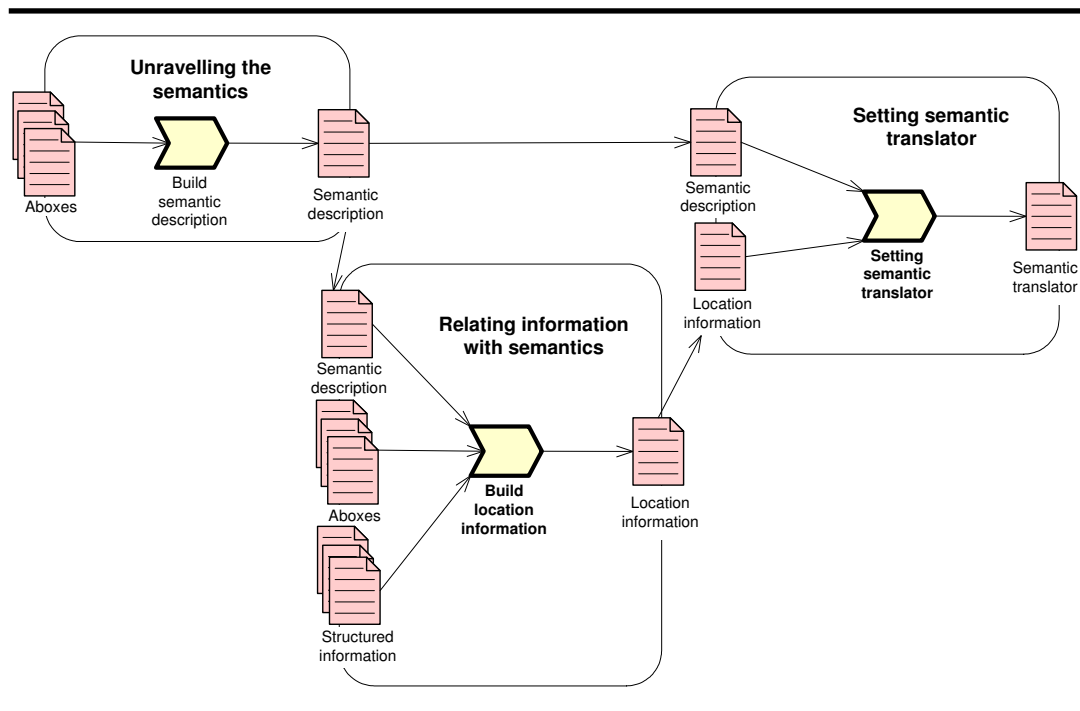 Unravelling the
semantics
Aboxes
Build
semantic
description
Semantic
description
Setting semantic
translator
Semantic
description
Location
information
Setting
semantic
translator
Semantic
translator
Relating information
with semantics
Semantic
description
Aboxes
Structured
information
Build
location
information
Location
information